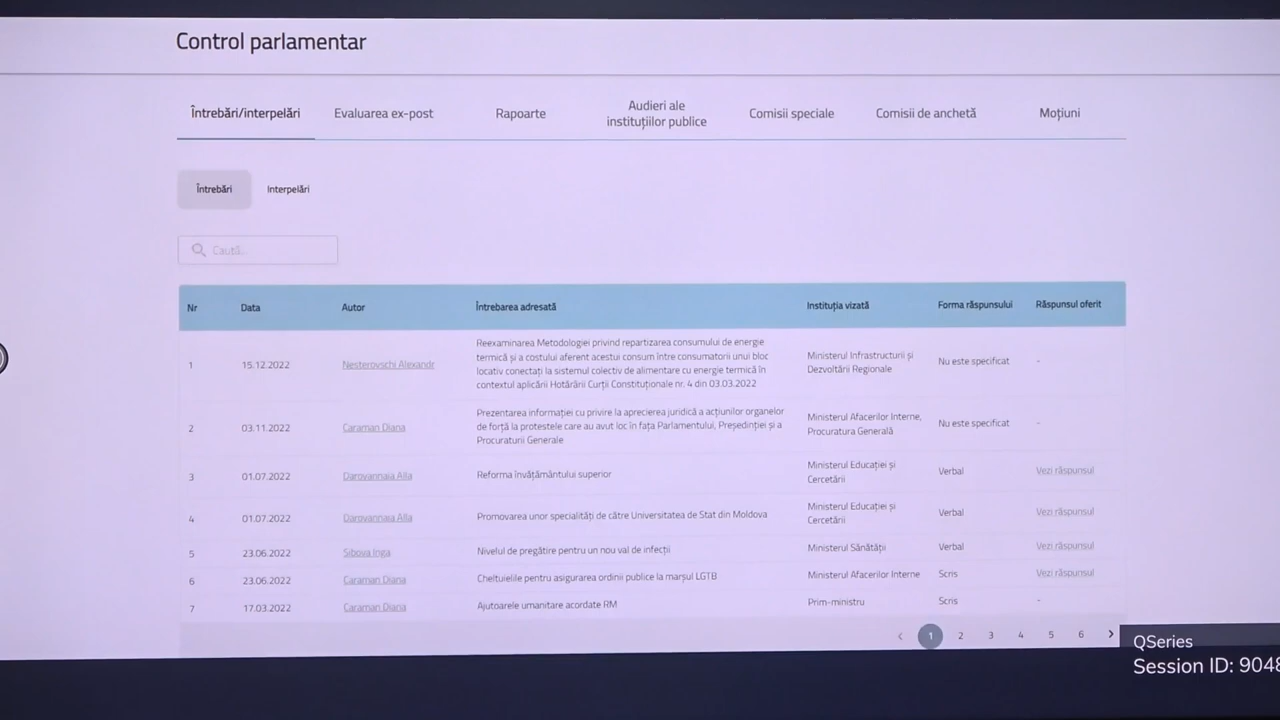 Control parlamentar
Întrebări/interpelări
Evaluarea ex-post
Rapoarte
Audieri ale
instituțiilor publice
Comisii speciale
Comisii de anchetă
Moțiuni
Întrebări
Interpelări
Caută...
Nr Data Autor Întrebarea adresată Instituția vizată Forma răspunsului Răspunsul oferit
Reexaminarea Metodologiei privind repartizarea consumului de energie
termică și a costului aferent acestui consum între consumatorii unui bloc
locativ conectați la sistemul colectiv de alimentare cu energie termică în
contextul aplicării Hotărârii Curții Constituționale nr. 4 din 03.03.2022
1 15.12.2022 Nesterovschi Alexandr
Ministerul Infrastructurii și
Dezvoltării Regionale
Nu este specificat -
Prezentarea informației cu privire la aprecierea juridică a acțiunilor organelor
de forță la protestele care au avut loc în fața Parlamentului, Președinției și a
Procuraturii Generale
2 03.11.2022 Caraman Diana
Ministerul Afacerilor Interne,
Procuratura Generală
Nu este specificat -
3 01.07.2022 Darovannaia Alla Reforma învățământului superior
Ministerul Educației și
Cercetării
Verbal Vezi răspunsul
4 01.07.2022 Darovannaia Alla Promovarea unor specialități de către Universitatea de Stat din Moldova
Ministerul Educației și
Cercetării
Verbal Vezi răspunsul
5 23.06.2022 Sibova Inga Nivelul de pregătire pentru un nou val de infecții Ministerul Sănătății Verbal Vezi răspunsul
6 23.06.2022 Caraman Diana Cheltuielile pentru asigurarea ordinii publice la marșul LGTB Ministerul Afacerilor Interne Scris Vezi răspunsul
7 17.03.2022 Caraman Diana Ajutoarele umanitare acordate RM Prim-ministru Scris -
‹ 1 2 3 4 5 6 ›
QSeries
Session ID: 9048